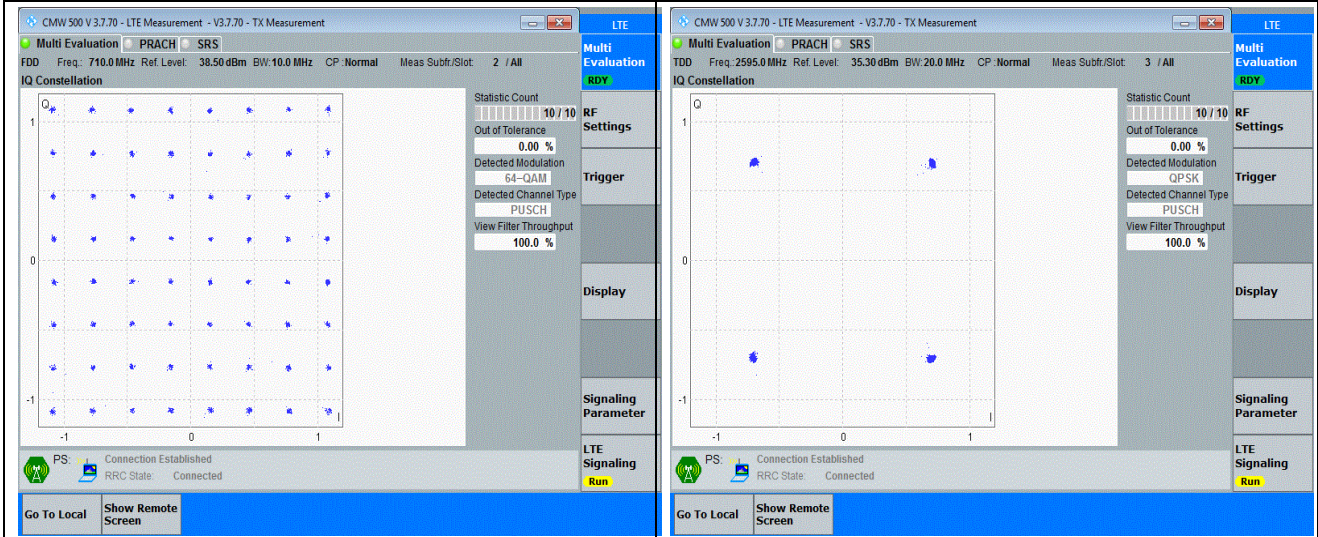 CMW 500 V 3.7.70 - LTE Measurement - V3.7.70 - TX Measurement
LTE
Multi Evaluation PRACH SRS
Multi
Evaluation
RDY
FDD Freq.: 710.0 MHz Ref. Level: 38.50 dBm BW: 10.0 MHz CP : Normal Meas Subfr./Slot: 2 / All
IQ Constellation
Q
1
0
-1
-1 0 1
I
Statistic Count
10 / 10
Out of Tolerance
0.00 %
Detected Modulation
64-QAM
Detected Channel Type
PUSCH
View Filter Throughput
100.0 %
RF
Settings
Trigger
Display
Signaling
Parameter
LTE
Signaling
Run
PS: Connection Established
RRC State: Connected
Go To Local
Show Remote
Screen
CMW 500 V 3.7.70 - LTE Measurement - V3.7.70 - TX Measurement
LTE
Multi Evaluation PRACH SRS
Multi
Evaluation
RDY
TDD Freq.: 2595.0 MHz Ref. Level: 35.30 dBm BW: 20.0 MHz CP : Normal Meas Subfr./Slot: 3 / All
IQ Constellation
Q
1
0
-1
-1 0 1
I
Statistic Count
10 / 10
Out of Tolerance
0.00 %
Detected Modulation
QPSK
Detected Channel Type
PUSCH
View Filter Throughput
100.0 %
RF
Settings
Trigger
Display
Signaling
Parameter
LTE
Signaling
Run
PS: Connection Established
RRC State: Connected
Go To Local
Show Remote
Screen